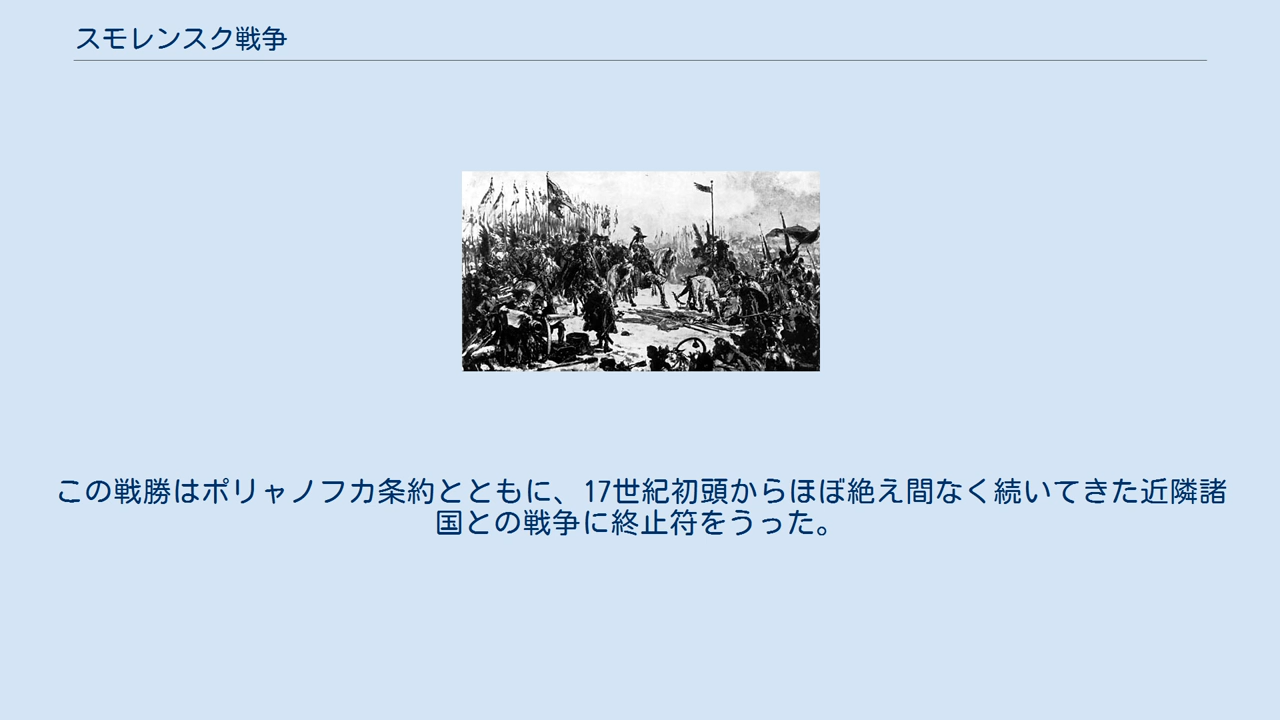 スモレンスク戦争
この戦勝はポリャノフカ条約とともに、17世紀初頭からほぼ絶え間なく続いてきた近隣諸
国との戦争に終止符をうった。